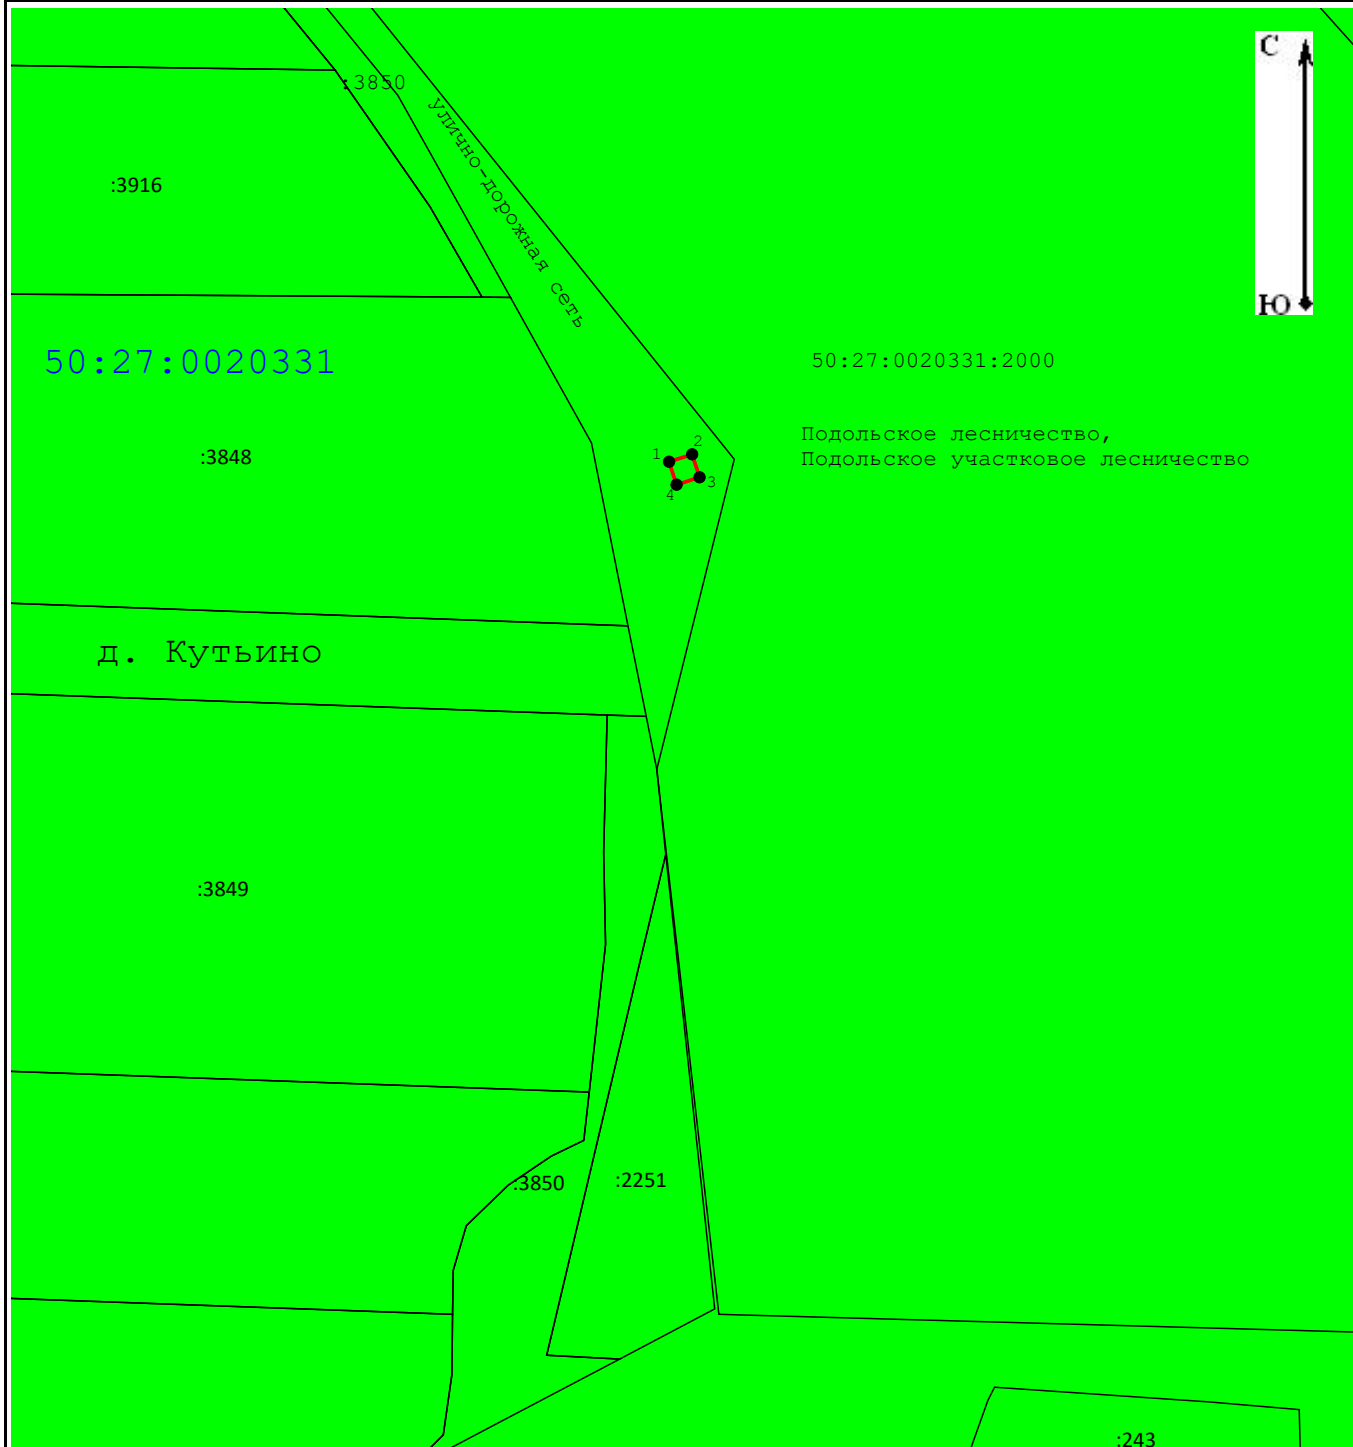 С
:3850
улично-дорожная сеть
:3916
Ю
50:27:0020331
50:27:0020331:2000
Подольское лесничество,
Подольское участковое лесничество
:3848
1
2
3
4
д. Кутьино
:3849
:3850
:2251
:243